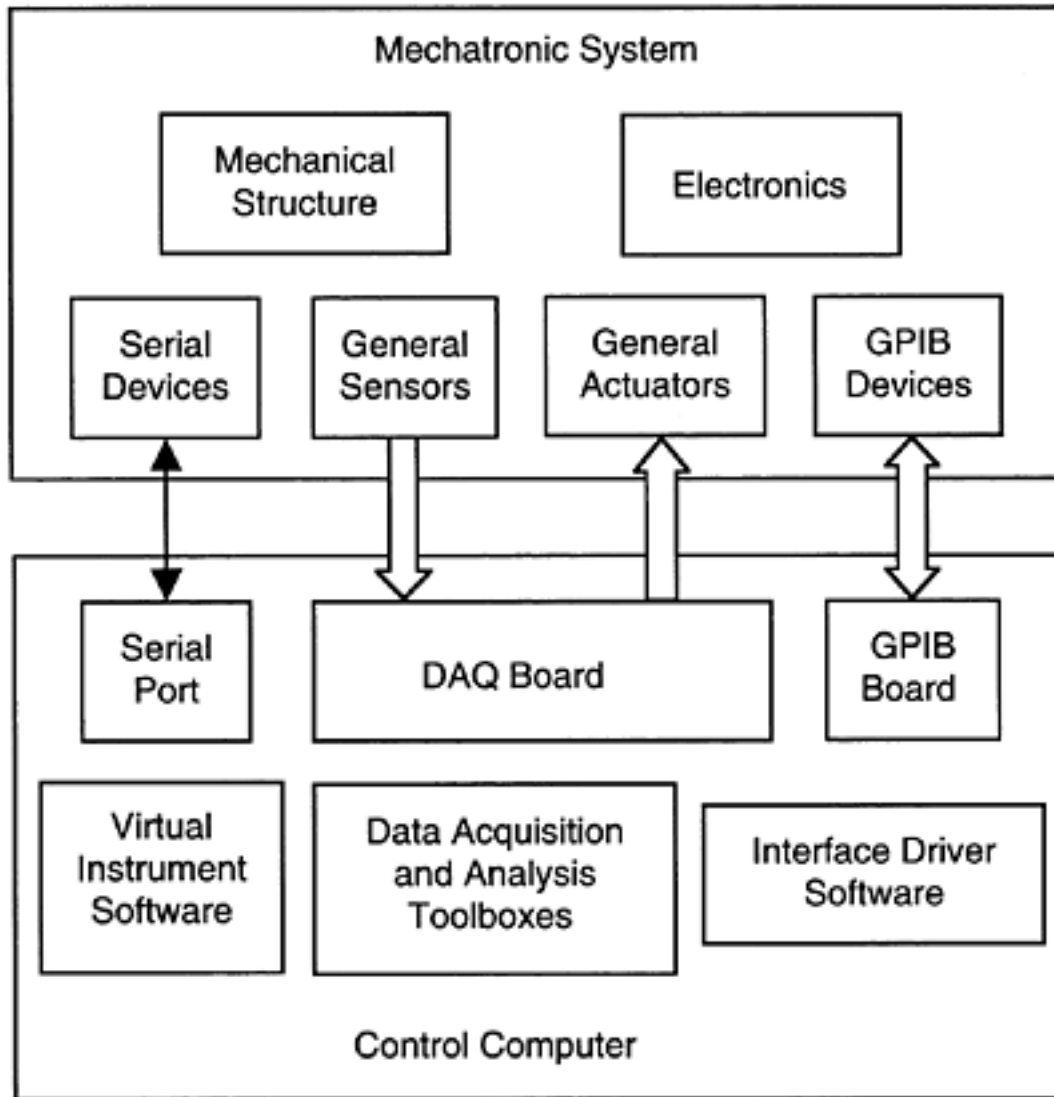 Mechatronic System
Mechanical
Structure
Electronics
Serial
Devices
General
Sensors
General
Actuators
GPIB
Devices
Serial
Port
DAQ Board
GPIB
Board
Virtual
Instrument
Software
Data Acquisition
and Analysis
Toolboxes
Interface Driver
Software
Control Computer